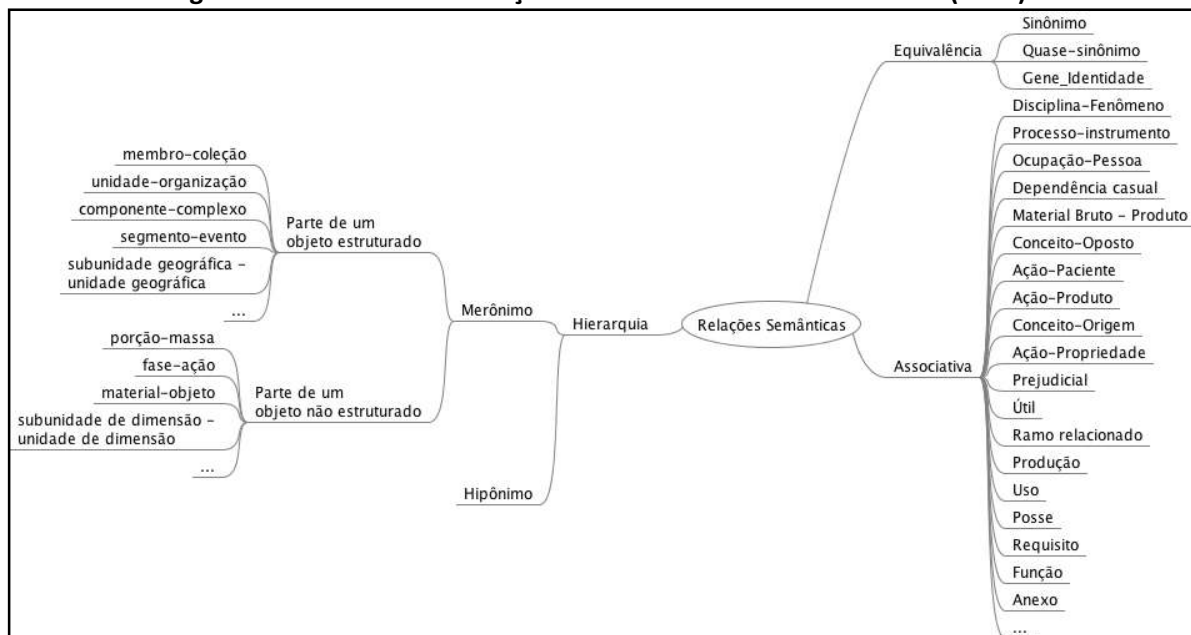 Sinônimo
Equivalência
Quase-sinônimo
Gene_Identidade
Disciplina-Fenômeno
Processo-instrumento
Ocupação-Pessoa
Dependência casual
Material Bruto - Produto
Conceito-Oposto
Ação-Paciente
Ação-Produto
Conceito-Origem
Ação-Propriedade
Associativa
Prejudicial
Útil
Ramo relacionado
Produção
Uso
Posse
Requisito
Função
Anexo
...
Relações Semânticas
Hierarquia
Merônimo
Hipônimo
Parte de um
objeto estruturado
membro-coleção
unidade-organização
componente-complexo
segmento-evento
subunidade geográfica -
unidade geográfica
...
Parte de um
objeto não estruturado
porção-massa
fase-ação
material-objeto
subunidade de dimensão -
unidade de dimensão
...